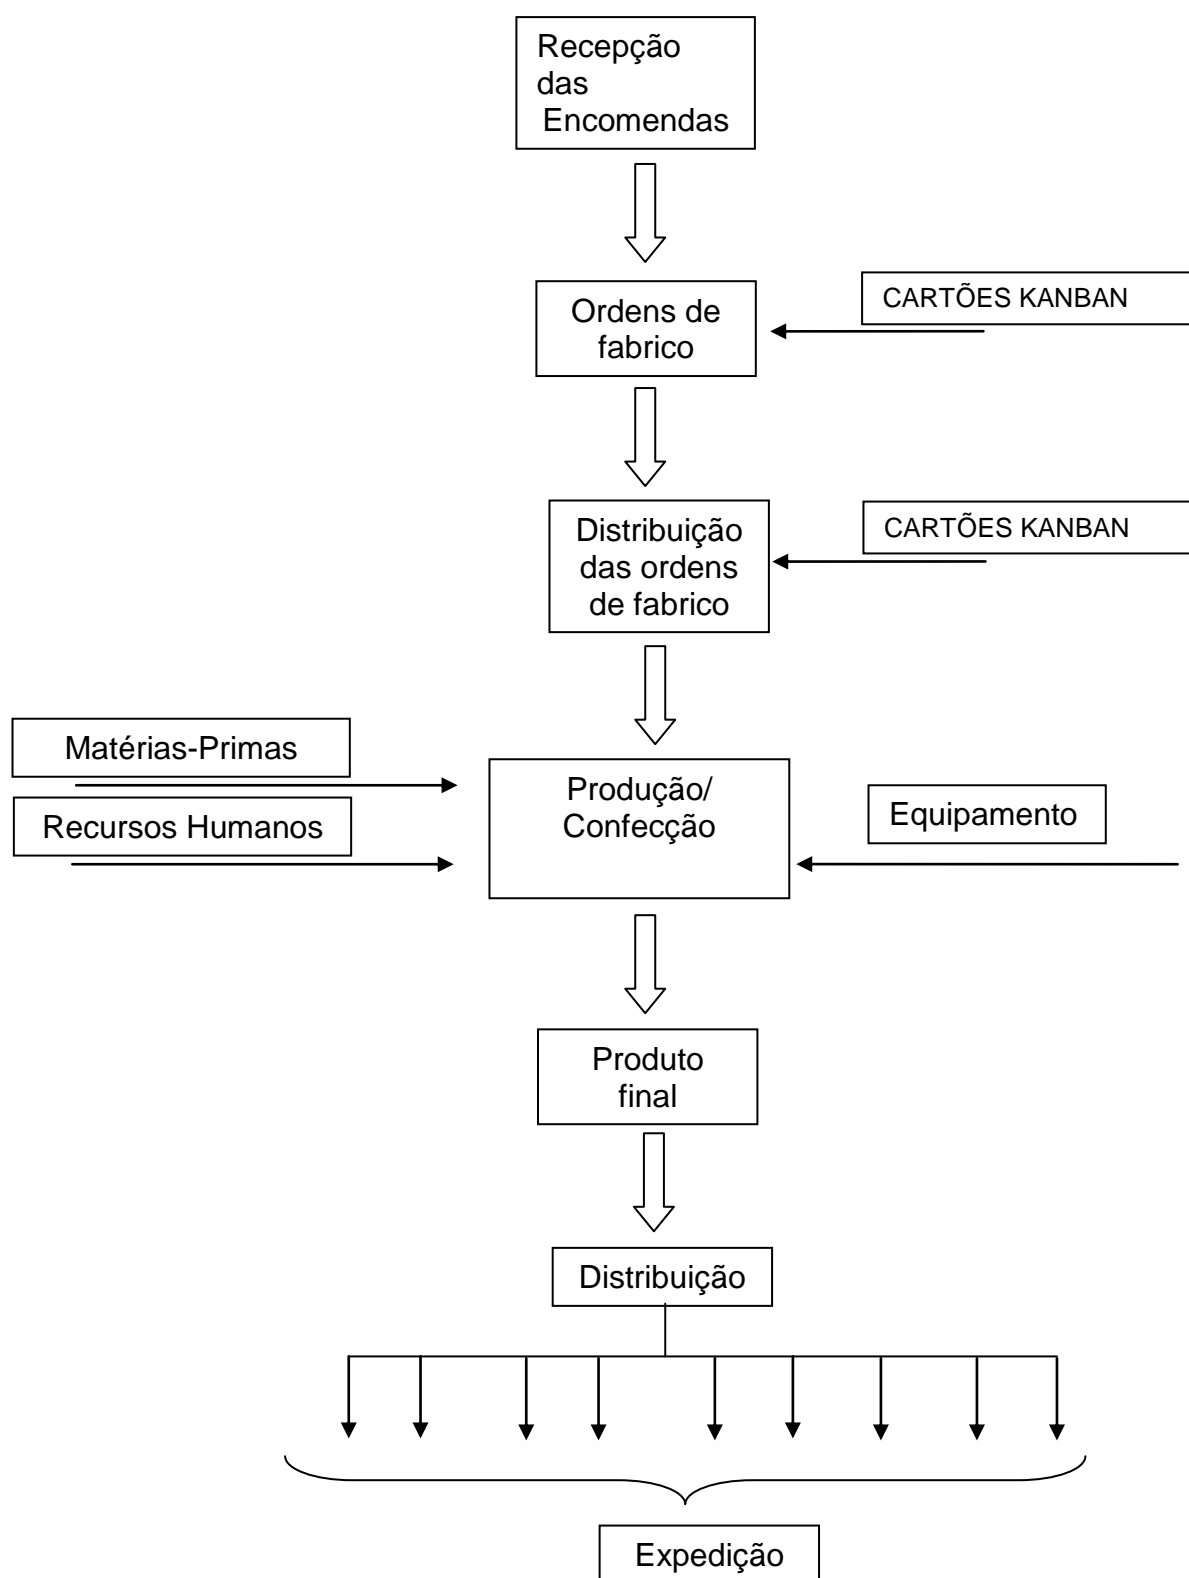 Recepção
das
Encomendas
Ordens de
fabrico
CARTÕES KANBAN
Distribuição
das ordens
de fabrico
CARTÕES KANBAN
Matérias-Primas
Recursos Humanos
Produção/
Confecção
Equipamento
Produto
final
Distribuição
Expedição